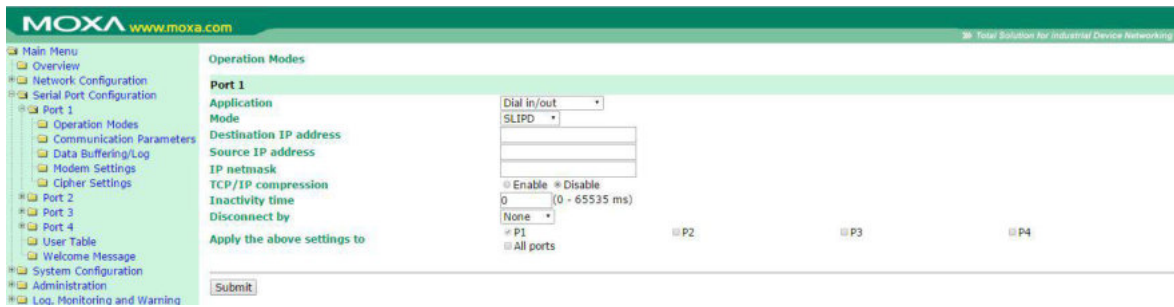 MOXA www.moxa.com
Total Solution for Industrial Device Networking
Main Menu
Overview
Network Configuration
Serial Port Configuration
Port 1
Operation Modes
Communication Parameters
Data Buffering/Log
Modem Settings
Cipher Settings
Port 2
Port 3
Port 4
User Table
Welcome Message
System Configuration
Administration
Log, Monitoring and Warning
Operation Modes
Port 1
Application Dial in/out
Mode SLIPD
Destination IP address
Source IP address
IP netmask
TCP/IP compression Enable Disable
Inactivity time 0 (0 - 65535 ms)
Disconnect by None
Apply the above settings to P1 P2 P3 P4
All ports
Submit